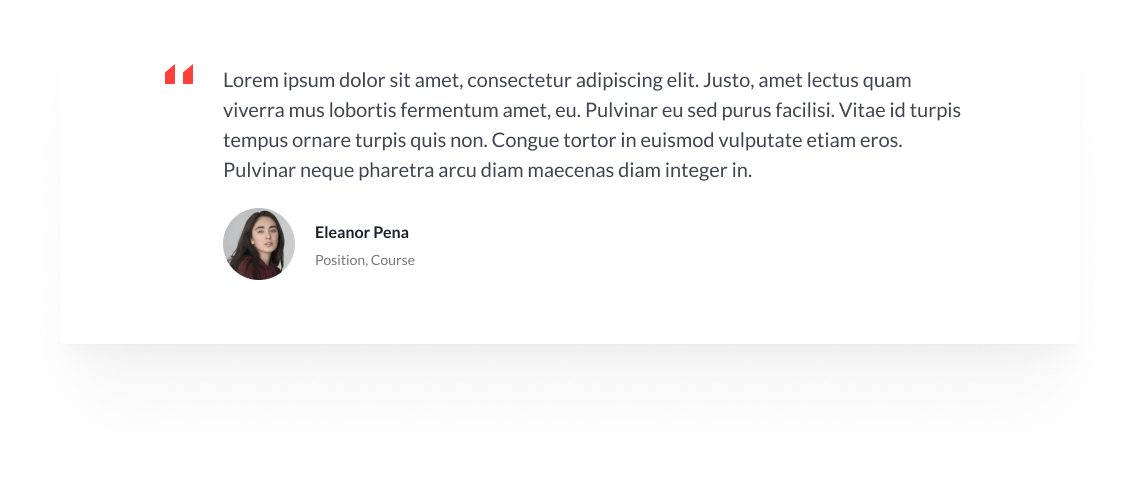 Lorem ipsum dolor sit amet, consectetur adipiscing elit. Justo, amet lectus quam
viverra mus lobortis fermentum amet, eu. Pulvinar eu sed purus facilisi. Vitae id turpis
tempus ornare turpis quis non. Congue tortor in euismod vulputate etiam eros.
Pulvinar neque pharetra arcu diam maecenas diam integer in.
Eleanor Pena
Position, Course